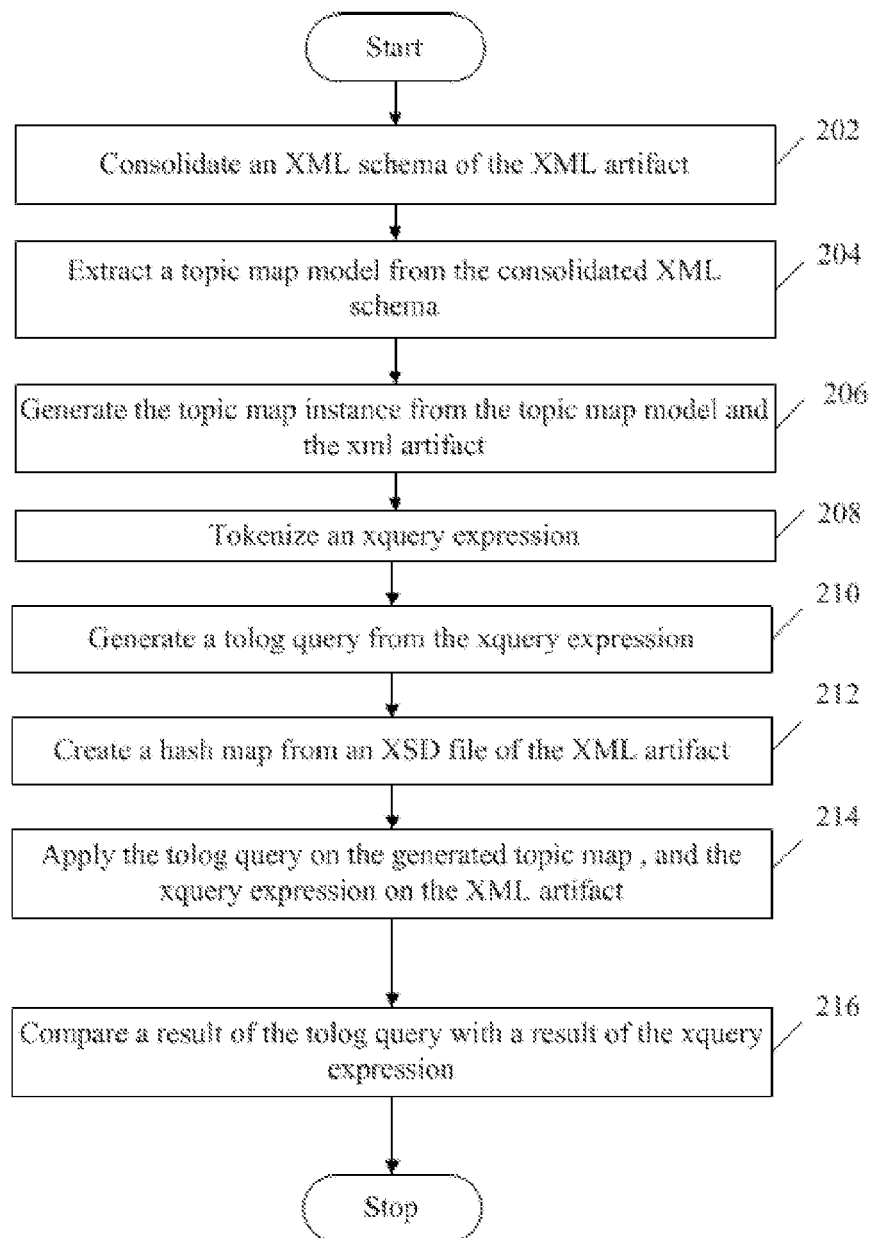 Start
202
Consolidate an XML schema of the XML artifact
204
Extract a topic map model from the consolidated XML
schema
206
Generate the topic map instance from the topic map model and
the xml artifact
208
Tokenize an xquery expression
210
Generate a tolog query from the xquery expression
212
Create a hash map from an XSD file of the XML artifact
214
Apply the tolog query on the generated topic map , and the
xquery expression on the XML artifact
216
Compare a result of the tolog query with a result of the xquery
expression
Stop